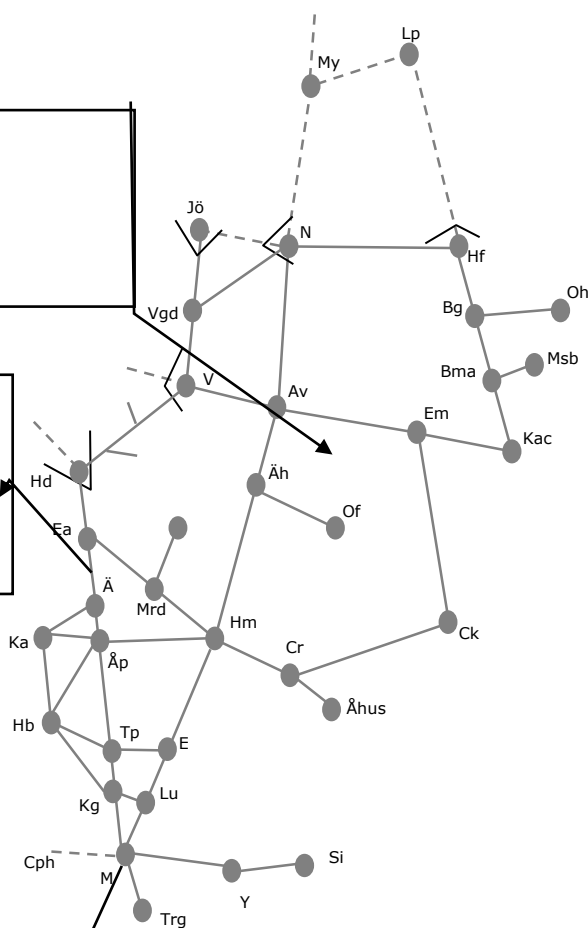 Lp
My
Jö
N
Hf
Oh
Vgd
Bg
Msb
Bma
V
Av
Em
Kac
Hd
Äh
Of
Ea
Ä
Mrd
Hm
Ck
Ka
Åp
Cr
Åhus
Hb
Tp
E
Kg
Lu
Cph
M
Si
Y
Trg